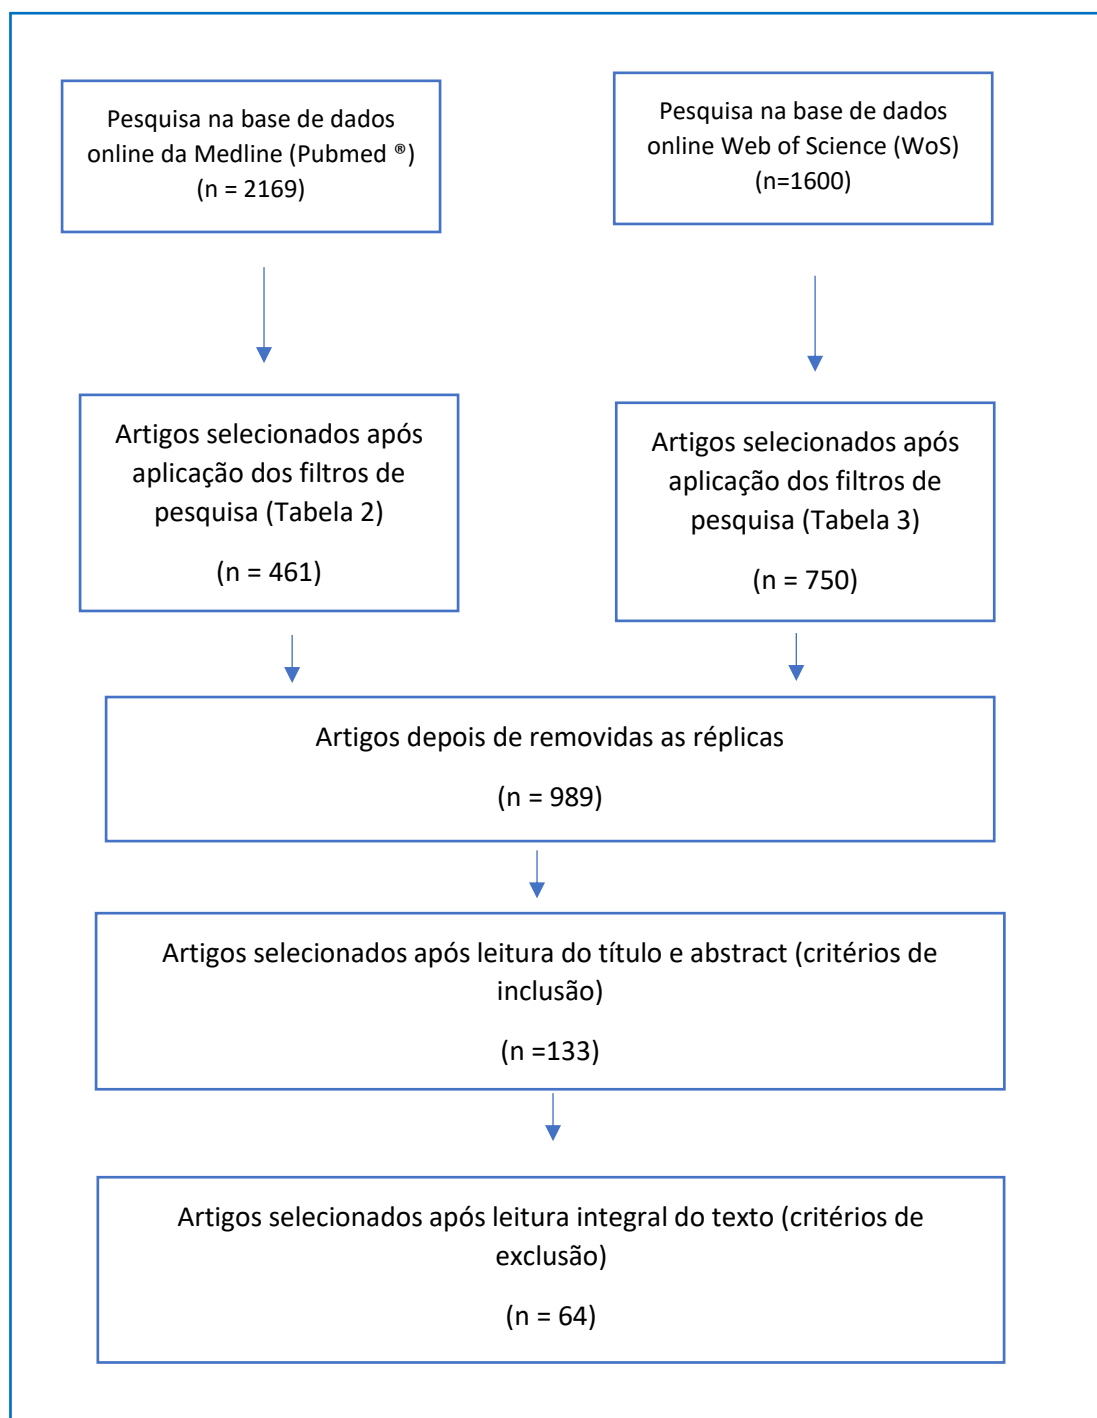 Pesquisa na base de dados
online da Medline (Pubmed ®)
(n = 2169)
Pesquisa na base de dados
online Web of Science (WoS)
(n=1600)
Artigos selecionados após
aplicação dos filtros de
pesquisa (Tabela 2)
(n = 461)
Artigos selecionados após
aplicação dos filtros de
pesquisa (Tabela 3)
(n = 750)
Artigos depois de removidas as réplicas
(n = 989)
Artigos selecionados após leitura do título e abstract (critérios de
inclusão)
(n =133)
Artigos selecionados após leitura integral do texto (critérios de
exclusão)
(n = 64)